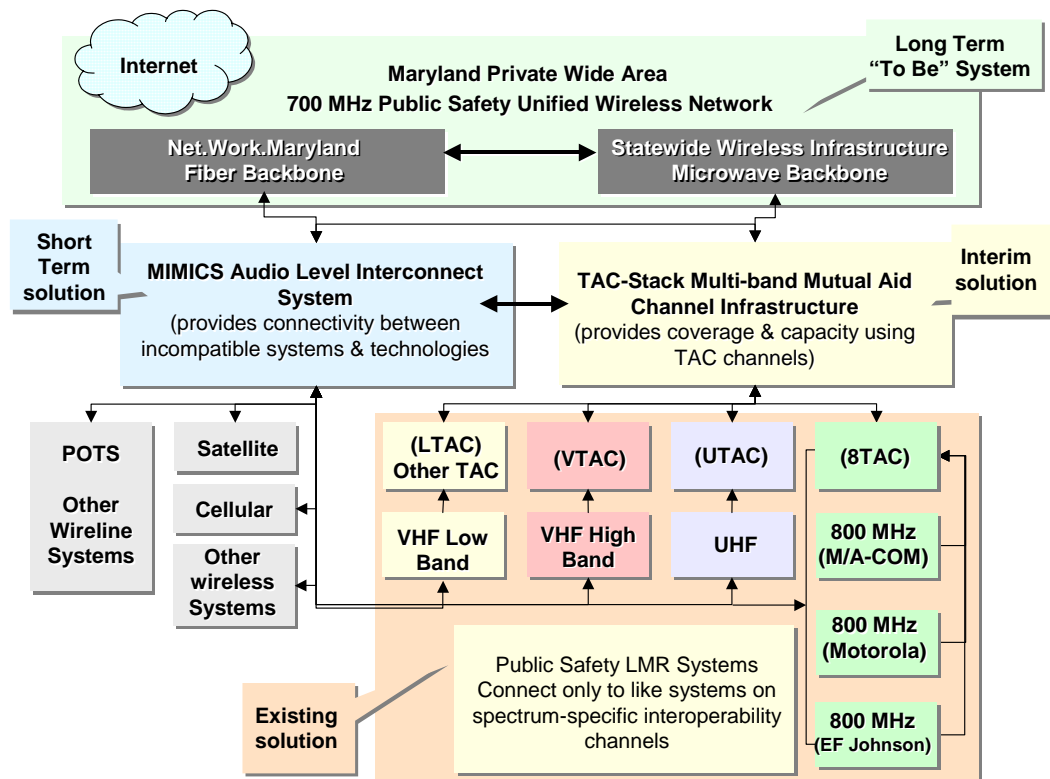 Internet
Maryland Private Wide Area
700 MHz Public Safety Unified Wireless Network
Long Term
“To Be” System
Net.Work.Maryland
Fiber Backbone
Statewide Wireless Infrastructure
Microwave Backbone
Short
Term
solution
MIMICS Audio Level Interconnect
System
(provides connectivity between
incompatible systems & technologies
TAC-Stack Multi-band Mutual Aid
Channel Infrastructure
(provides coverage & capacity using
TAC channels)
Interim
solution
POTS
Other
Wireline
Systems
Satellite
Cellular
Other
wireless
Systems
(LTAC)
Other TAC
(VTAC)
(UTAC)
(8TAC)
VHF Low
Band
VHF High
Band
UHF
800 MHz
(M/A-COM)
800 MHz
(Motorola)
800 MHz
(EF Johnson)
Existing
solution
Public Safety LMR Systems
Connect only to like systems on
spectrum-specific interoperability
channels